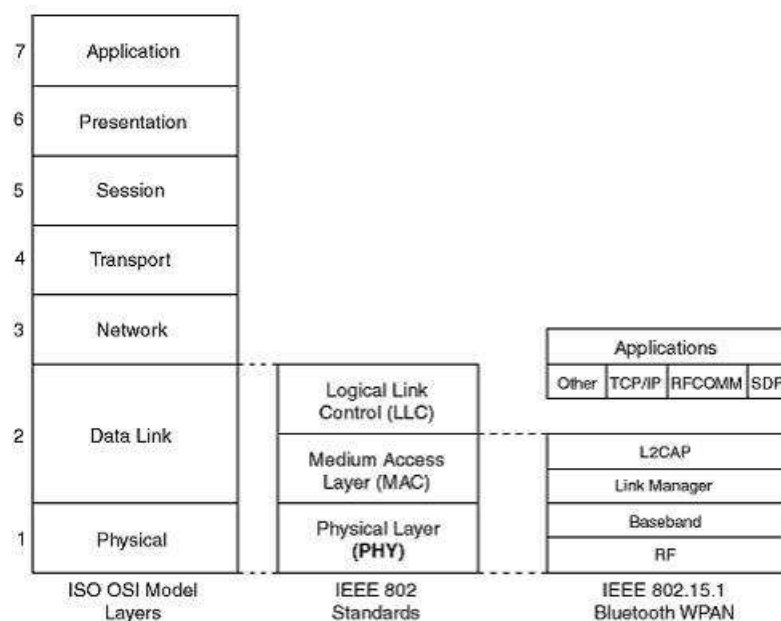 7 Application
6 Presentation
5 Session
4 Transport
3 Network
2 Data Link
1 Physical
ISO OSI Model
Layers
Logical Link
Control (LLC)
Medium Access
Layer (MAC)
Physical Layer
(PHY)
IEEE 802
Standards
Applications
Other TCP/IP RFCOMM SDP
L2CAP
Link Manager
Baseband
RF
IEEE 802.15.1
Bluetooth WPAN